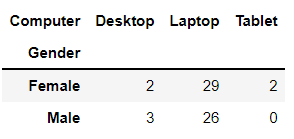 Computer Desktop Laptop Tablet
Gender
Female 2 29 2
Male 3 26 0